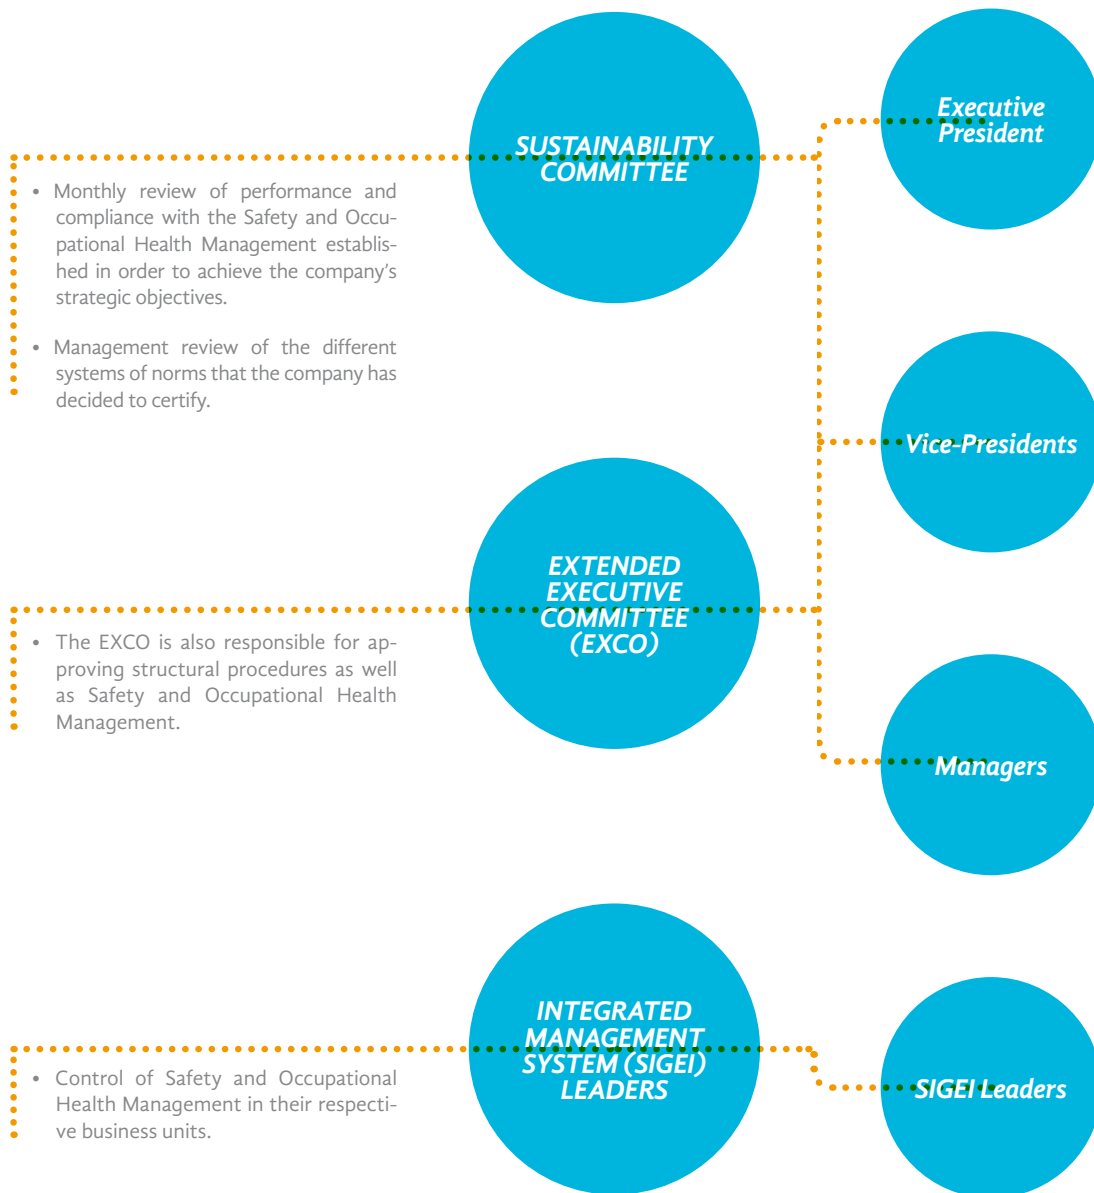 SUSTAINABILITY
COMMITTEE
Executive
President
• Monthly review of performance and
compliance with the Safety and Occu-
pational Health Management establis-
hed in order to achieve the company’s
strategic objectives.
• Management review of the different
systems of norms that the company has
decided to certify.
Vice-Presidents
EXTENDED
EXECUTIVE
COMMITTEE
(EXCO)
• The EXCO is also responsible for ap-
proving structural procedures as well
as Safety and Occupational Health
Management.
Managers
INTEGRATED
MANAGEMENT
SYSTEM (SIGEI)
LEADERS
• Control of Safety and Occupational
Health Management in their respecti-
ve business units.
SIGEI Leaders